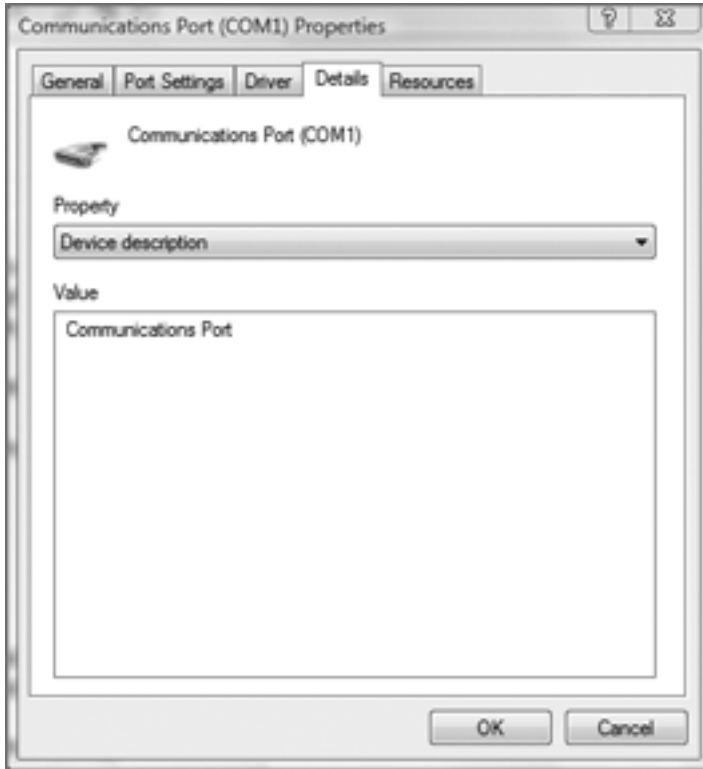 Communications Port (COM1) Properties
General Port Settings Driver Details Resources
Communications Port (COM1)
Property
Device description
Value
Communications Port
OK Cancel